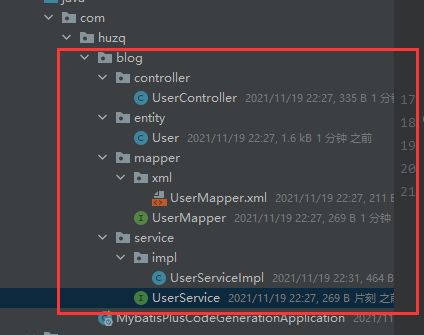 java
com
huzq
blog
controller
UserController 2021/11/19 22:27, 335 B 1 分钟
17
entity
18
User 2021/11/19 22:27, 1.6 kB 1 分钟 之前
19
mapper
20
xml
21
UserMapper.xml 2021/11/19 22:27, 211 B
UserMapper 2021/11/19 22:27, 269 B 1 分钟
service
impl
UserServiceImpl 2021/11/19 22:31, 464 B
UserService 2021/11/19 22:27, 269 B 片刻 之前
MybatisPlusCodeGenerationApplication 2021/11